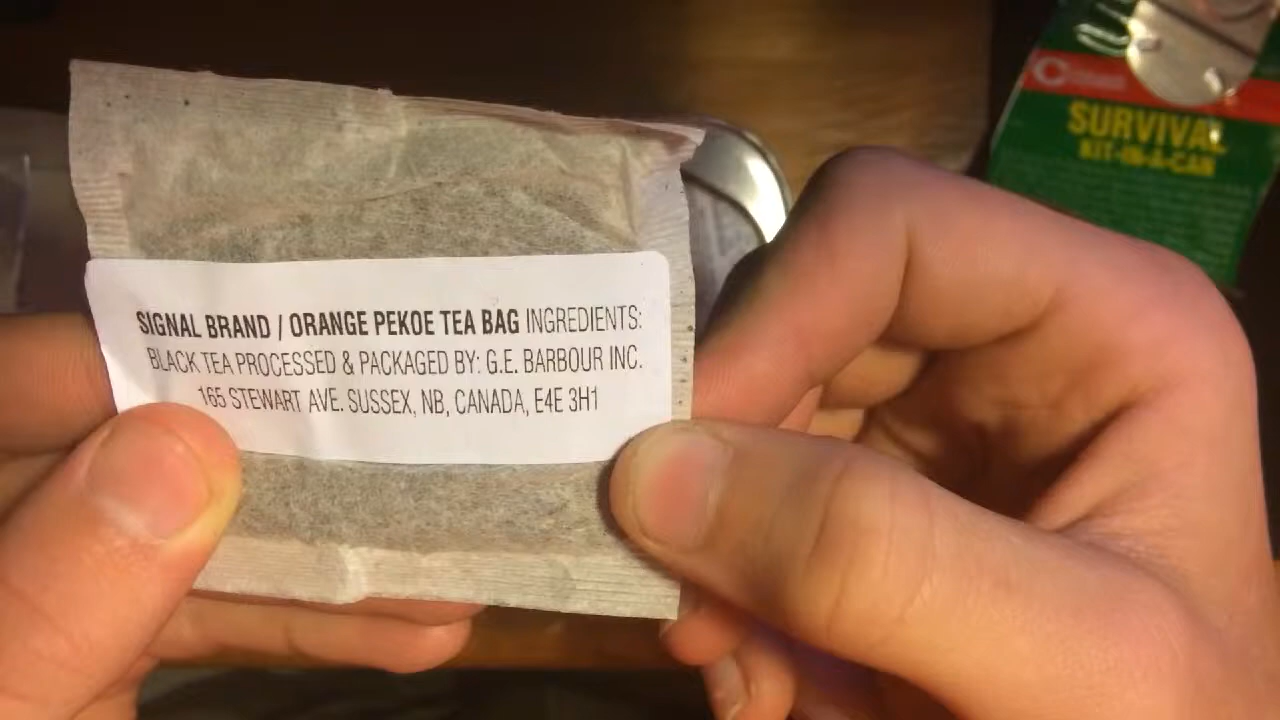 SIGNAL BRAND / ORANGE PEKOE TEA BAG INGREDIENTS:
BLACK TEA PROCESSED & PACKAGED BY: G.E. BARBOUR INC.
165 STEWART AVE. SUSSEX, NB, CANADA, E4E 3H1
SURVIVAL
KIT-IN-A-CAN